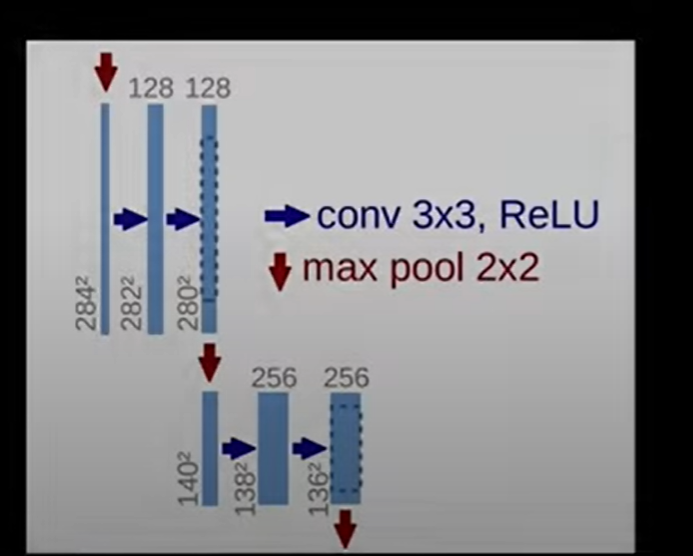 128 128
284² 282² 280²
conv 3x3, ReLU
max pool 2x2
256 256
140² 138² 136²